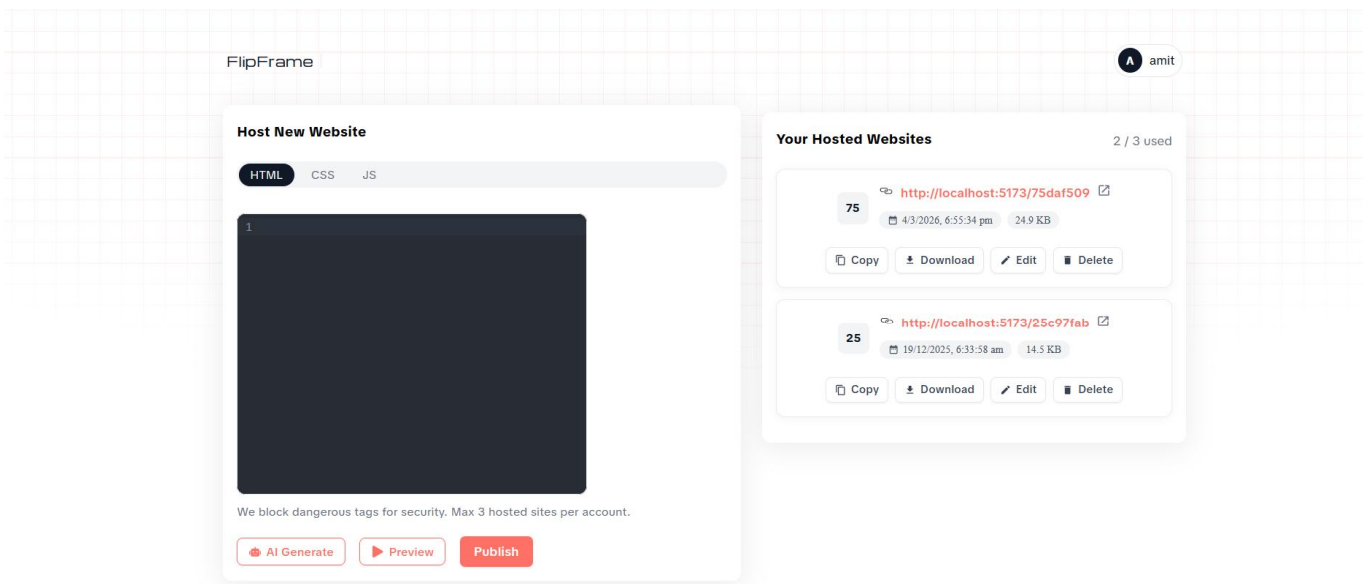 FlipFrame
A amit
Host New Website
HTML CSS JS
1
We block dangerous tags for security. Max 3 hosted sites per account.
AI Generate Preview Publish
Your Hosted Websites 2 / 3 used
75 http://localhost:5173/75daf509
4/3/2026, 6:55:34 pm 24.9 KB
Copy Download Edit Delete
25 http://localhost:5173/25c97fab
19/12/2025, 6:33:58 am 14.5 KB
Copy Download Edit Delete